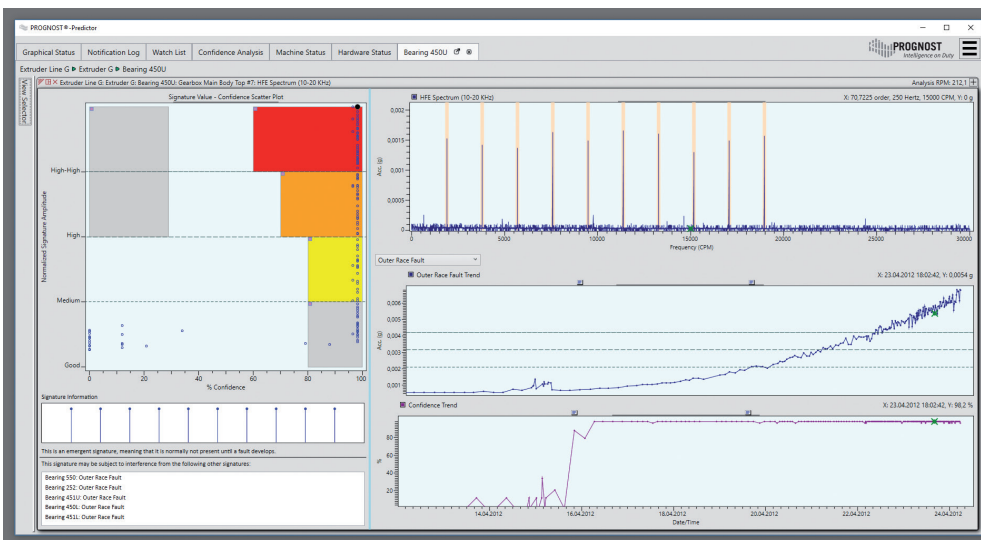 PROGNOST®-Predictor
Graphical Status Notification Log Watch List Confidence Analysis Machine Status Hardware Status Bearing 450U
PROGNOST
Intelligence on Duty
Extruder Line G Extruder G Bearing 450U
View Selector
Extruder Line G: Extruder G: Bearing 450U: Gearbox Main Body Top #7: HFE Spectrum (10-20 KHz)
Analysis RPM: 212,1
Signature Value - Confidence Scatter Plot
Normalized Signature Amplitude
High-High
High
Medium
Good
0 20 40 60 80 100
% Confidence
Signature Information
This is an emergent signature, meaning that it is normally not present until a fault develops.
This signature may be subject to interference from the following other signatures:
Bearing 550: Outer Race Fault
Bearing 252: Outer Race Fault
Bearing 451U: Outer Race Fault
Bearing 450L: Outer Race Fault
Bearing 451L: Outer Race Fault
HFE Spectrum (10-20 KHz)
X: 70,7225 order, 250 Hertz, 15000 CPM, Y: 0 g
Acc. (g)
0,002
0,0015
0,001
0,0005
0
0 5000 10000 15000 20000 25000 30000
Frequency (CPM)
Outer Race Fault
Outer Race Fault Trend
X: 23.04.2012 18:02:42, Y: 0,0054 g
Acc. (g)
0,006
0,005
0,004
0,003
0,002
0,001
Confidence Trend
X: 23.04.2012 18:02:42, Y: 98,2 %
%
80
60
40
20
14.04.2012 16.04.2012 18.04.2012 20.04.2012 22.04.2012 24.04.2012
Date/Time